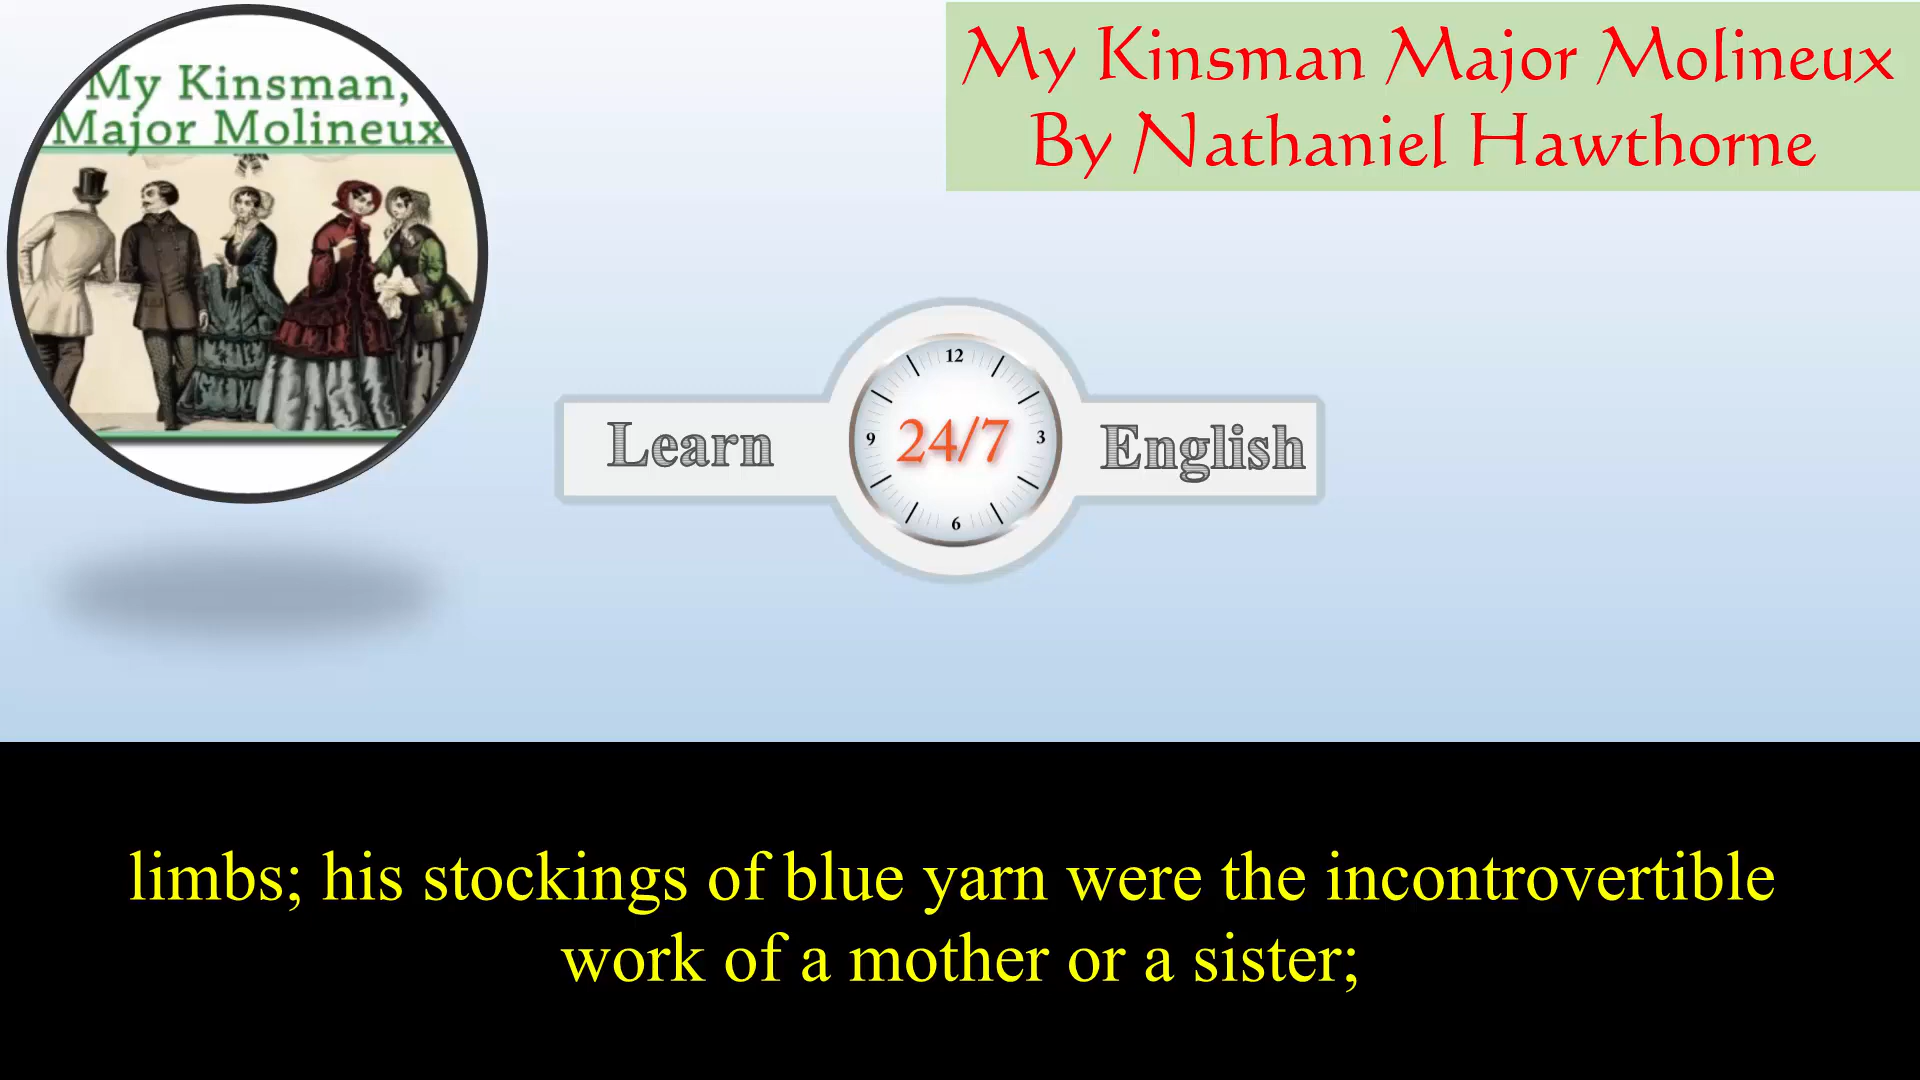 My Kinsman,
Major Molineux
My Kinsman Major Molineux
By Nathaniel Hawthorne
12
9
24/7
3
6
Learn
English
limbs; his stockings of blue yarn were the incontrovertible
work of a mother or a sister;